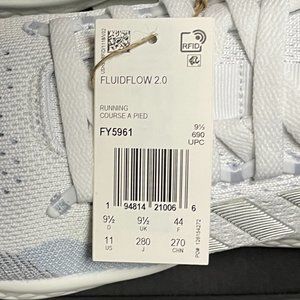 RFID
FLUIDFLOW 2.0
RUNNING
COURSE A PIED
FY5961
9½
690
UPC
1 94814 21006 6
9½ 9½ 44
D UK F
11 280 270
US J CHN